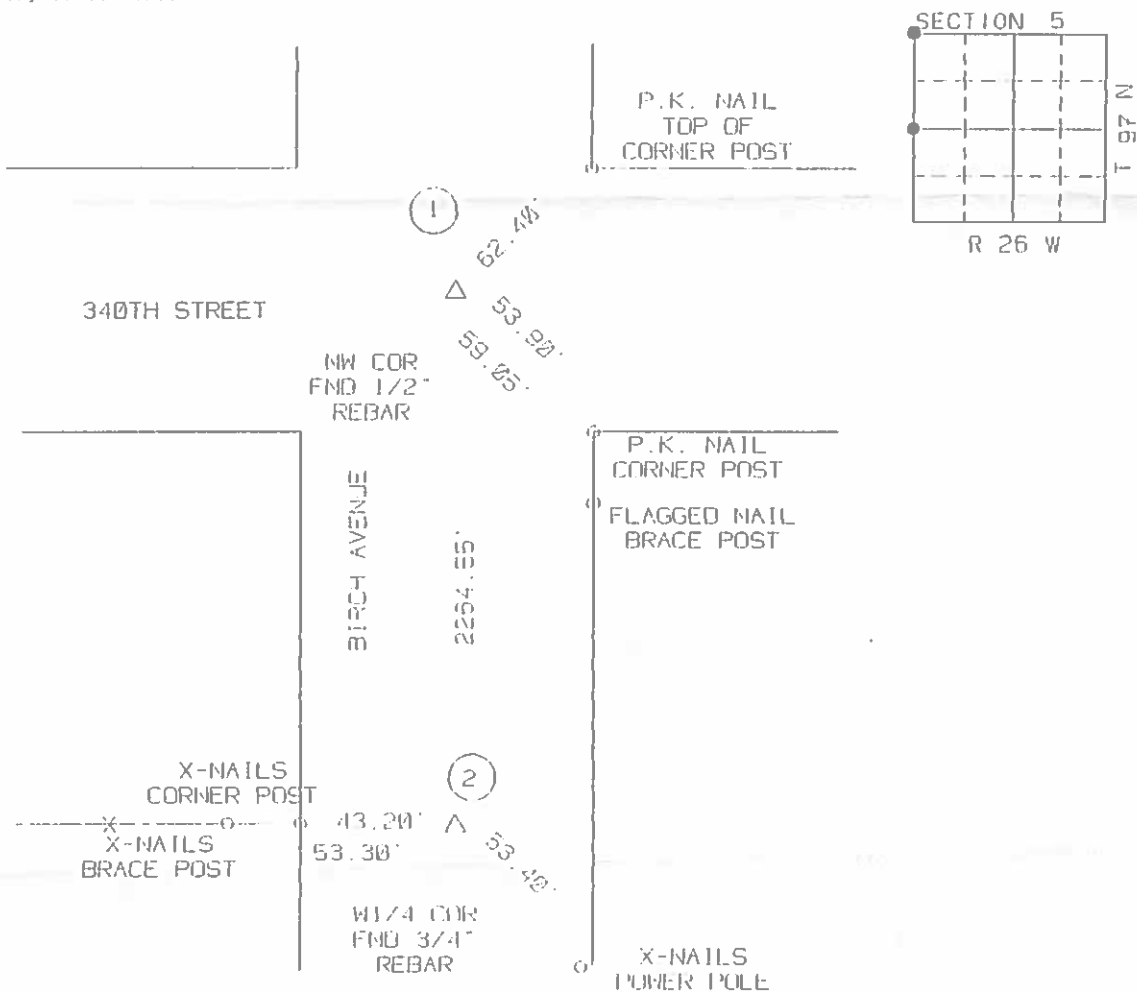 SECTION 5
T 97 N
R 26 W
P.K. NAIL
TOP OF
CORNER POST
1
62.40'
340TH STREET
53.90'
59.05'
NW COR
FND 1/2"
REBAR
P.K. NAIL
CORNER POST
FLAGGED NAIL
BRACE POST
BIRCH AVENUE
X-NAILS
CORNER POST
2
43.20'
X-NAILS
BRACE POST
53.30'
53.40'
W1/4 COR
FND 3/4"
REBAR
X-NAILS
POWER POLE